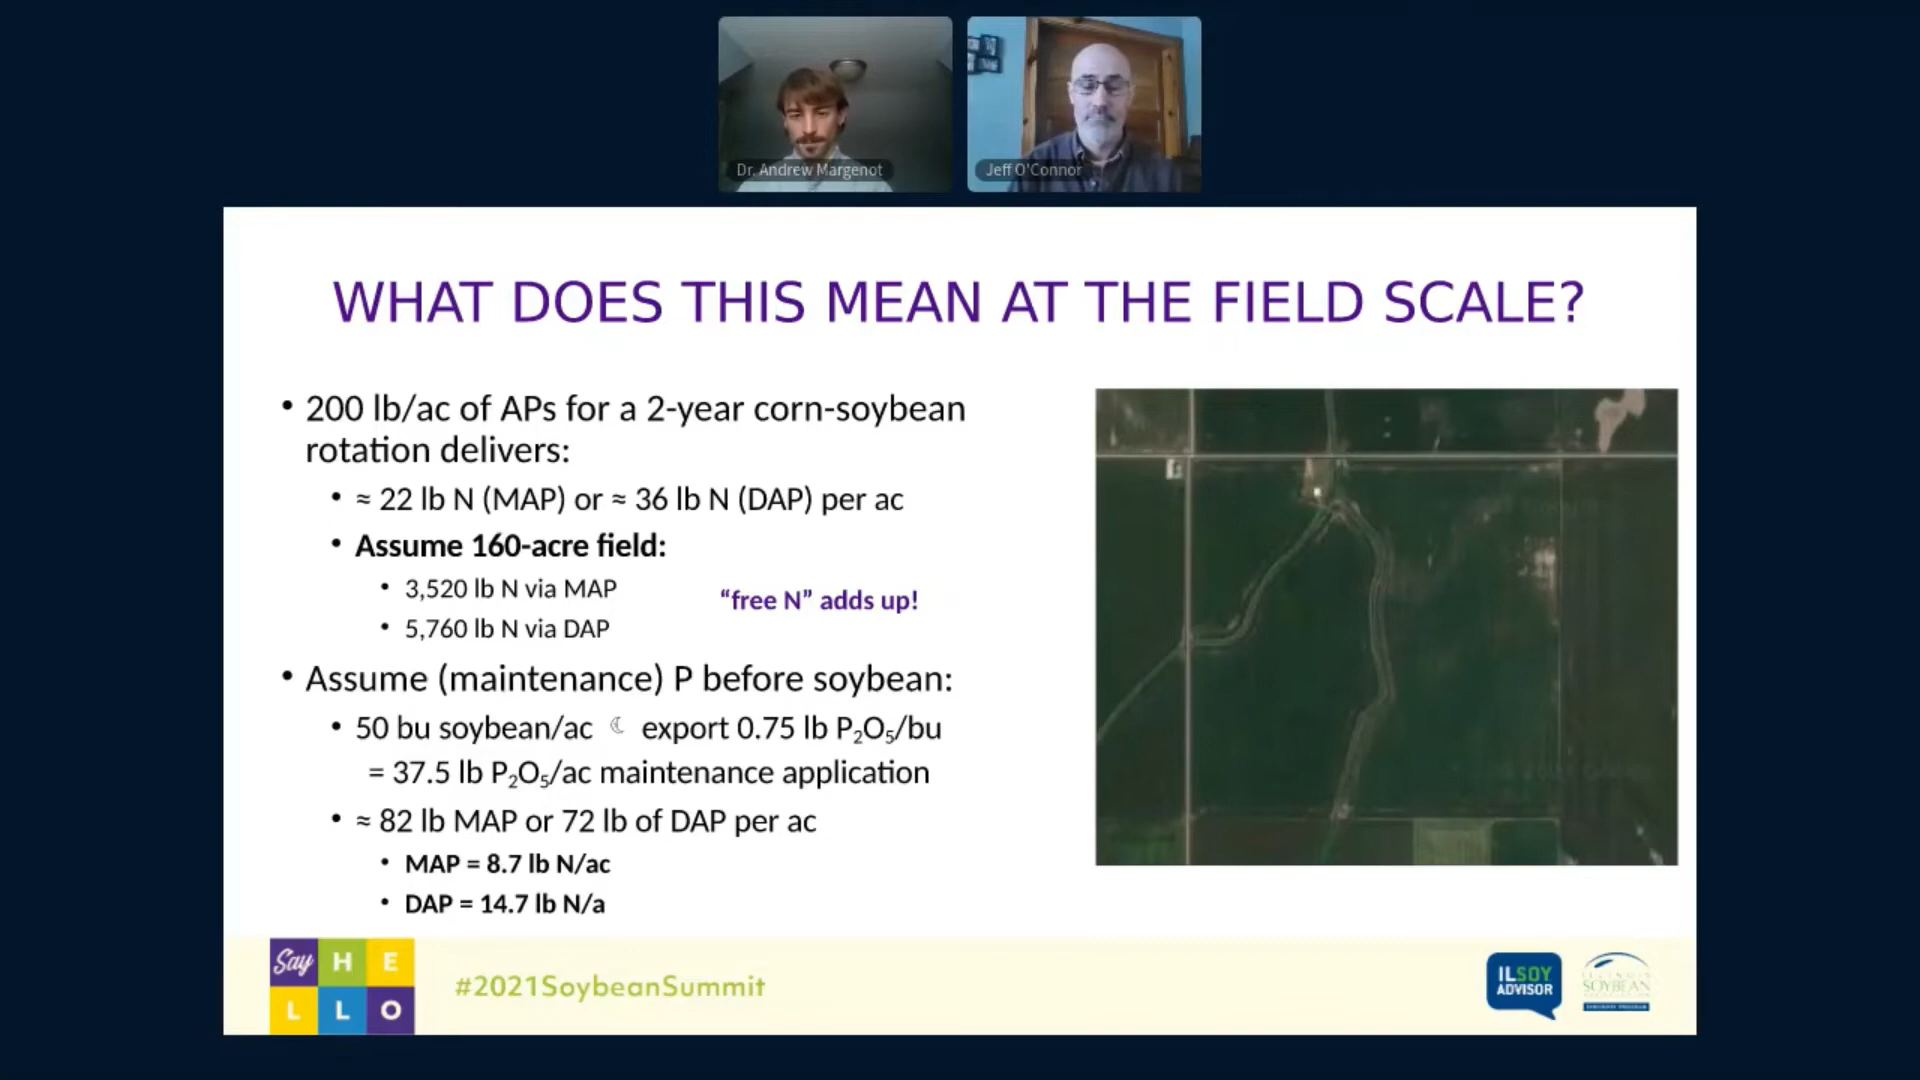 Dr. Andrew Margenot
Jeff O'Connor
WHAT DOES THIS MEAN AT THE FIELD SCALE?
• 200 lb/ac of APs for a 2-year corn-soybean
rotation delivers:
• ≈ 22 lb N (MAP) or ≈ 36 lb N (DAP) per ac
• Assume 160-acre field:
• 3,520 lb N via MAP
“free N” adds up!
• 5,760 lb N via DAP
• Assume (maintenance) P before soybean:
• 50 bu soybean/ac ☾ export 0.75 lb P₂O₅/bu
= 37.5 lb P₂O₅/ac maintenance application
• ≈ 82 lb MAP or 72 lb of DAP per ac
• MAP = 8.7 lb N/ac
• DAP = 14.7 lb N/a
Say H E
L L O
#2021SoybeanSummit
ILSOY
ADVISOR
ILLINOIS
SOYBEAN